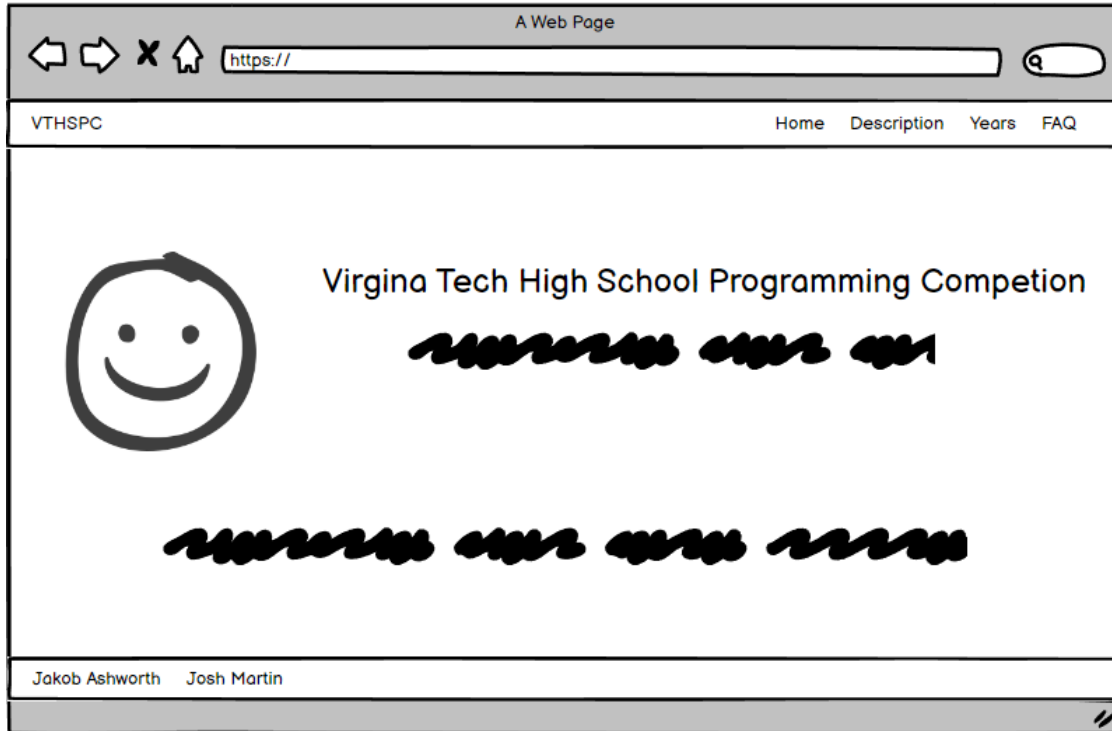 A Web Page
https://
VTHSPC Home Description Years FAQ
Virgina Tech High School Programming Competion
Jakob Ashworth Josh Martin